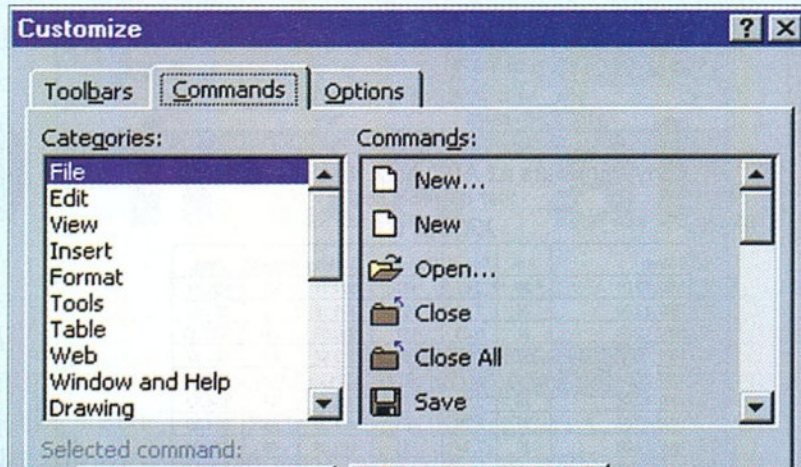 Customize
Toolbars Commands Options
Categories:
File
Edit
View
Insert
Format
Tools
Table
Web
Window and Help
Drawing
Commands:
New...
New
Open...
Close
Close All
Save
Selected command: